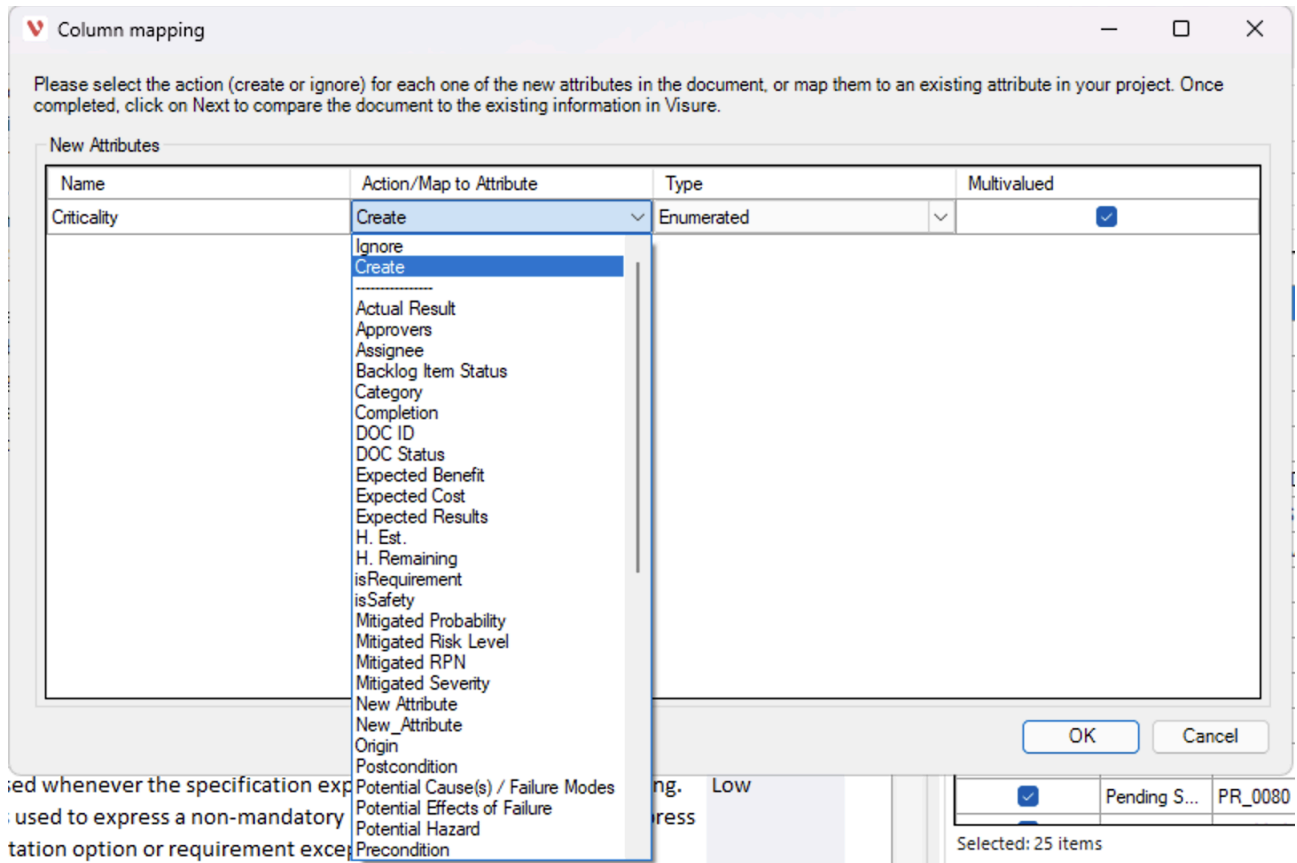 Column mapping
Please select the action (create or ignore) for each one of the new attributes in the document, or map them to an existing attribute in your project. Once
completed, click on Next to compare the document to the existing information in Visure.
New Attributes
Name Action/Map to Attribute Type Multivalued
Criticality Create Enumerated
Ignore
Create
----------------
Actual Result
Approvers
Assignee
Backlog Item Status
Category
Completion
DOC ID
DOC Status
Expected Benefit
Expected Cost
Expected Results
H. Est.
H. Remaining
isRequirement
isSafety
Mitigated Probability
Mitigated Risk Level
Mitigated RPN
Mitigated Severity
New Attribute
New_Attribute
Origin
Postcondition
Potential Cause(s) / Failure Modes
Potential Effects of Failure
Potential Hazard
Precondition
OK Cancel
sed whenever the specification exp ng. Low
used to express a non-mandatory press
tation option or requirement excep
Pending S... PR_0080
Selected: 25 items